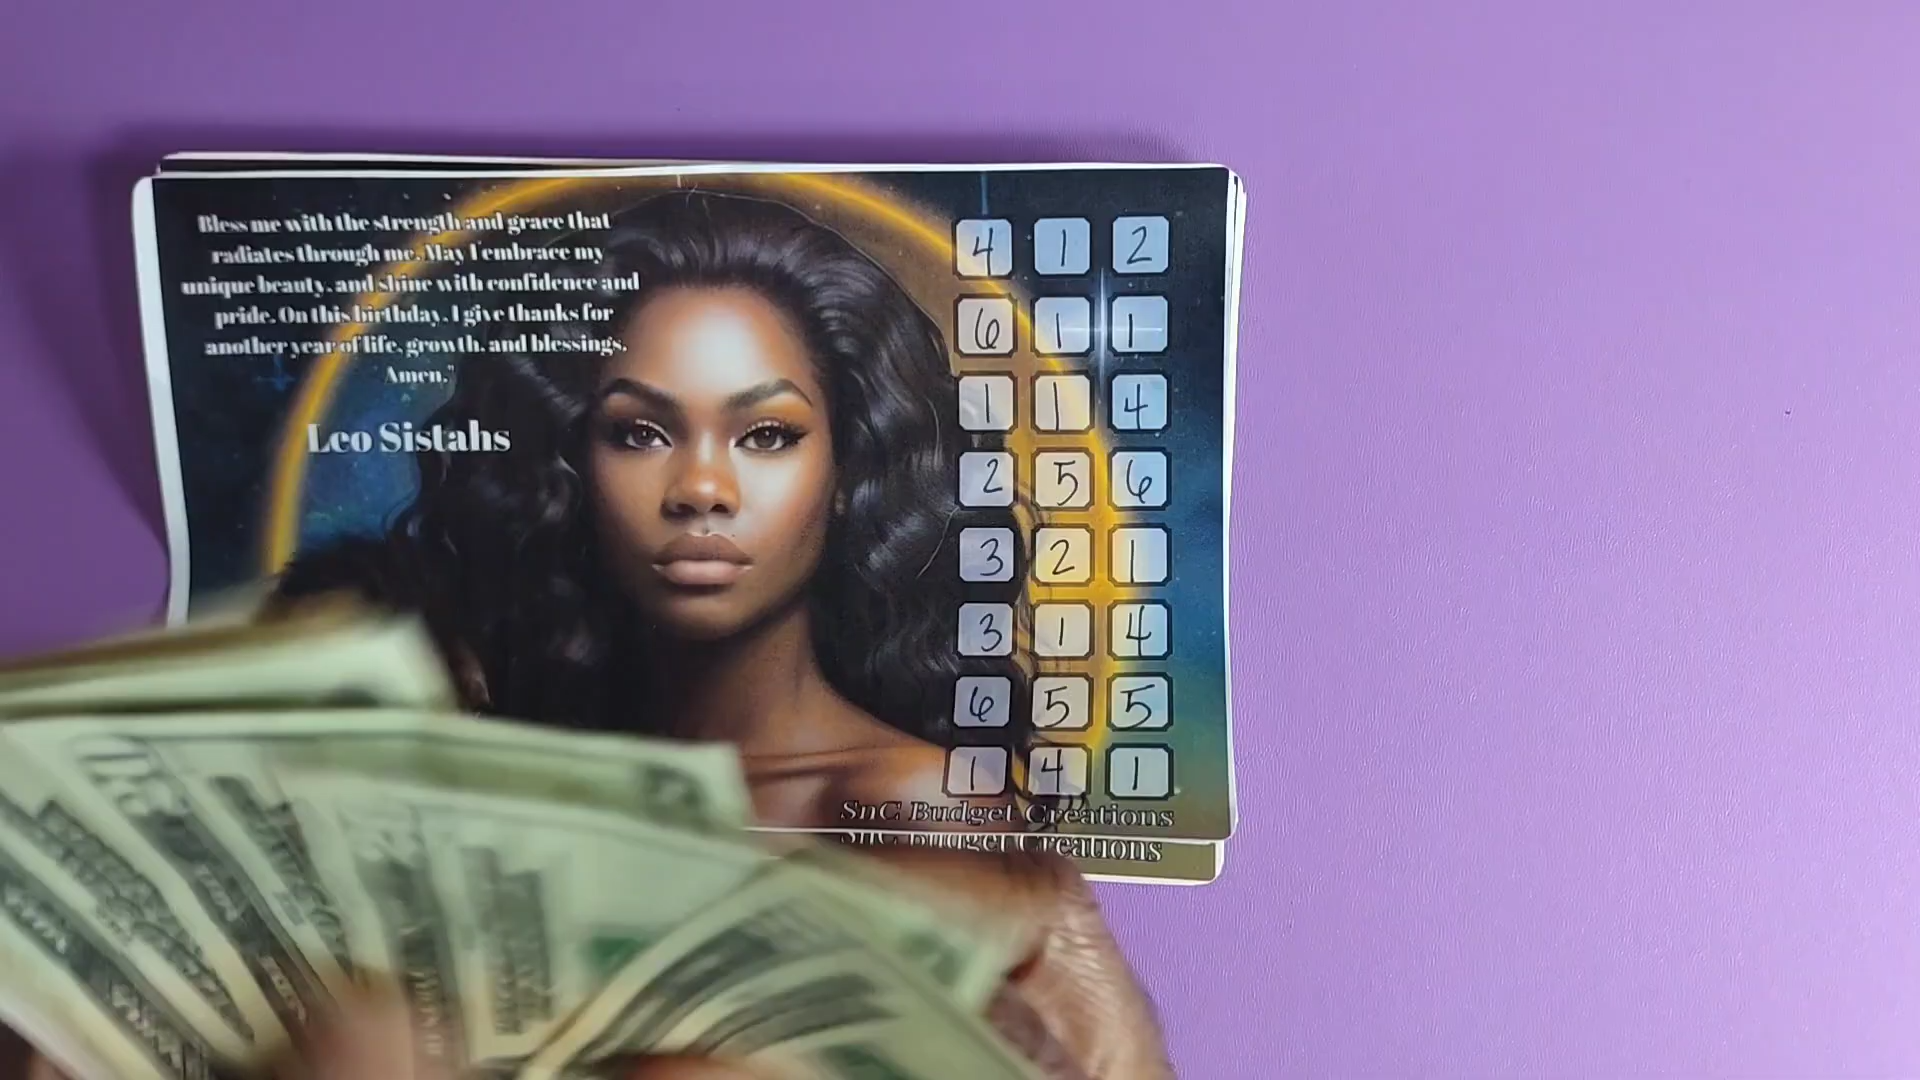 Bless me with the strength and grace that
radiates through me. May I embrace my
unique beauty, and shine with confidence and
pride. On this birthday, I give thanks for
another year of life, growth, and blessings.
Amen."
Leo Sistahs
4 1 2
6 1 1
1 1 4
2 5 6
3 2 1
3 1 4
6 5 5
1 4 1
SnC Budget Creations
SnC Budget Creations